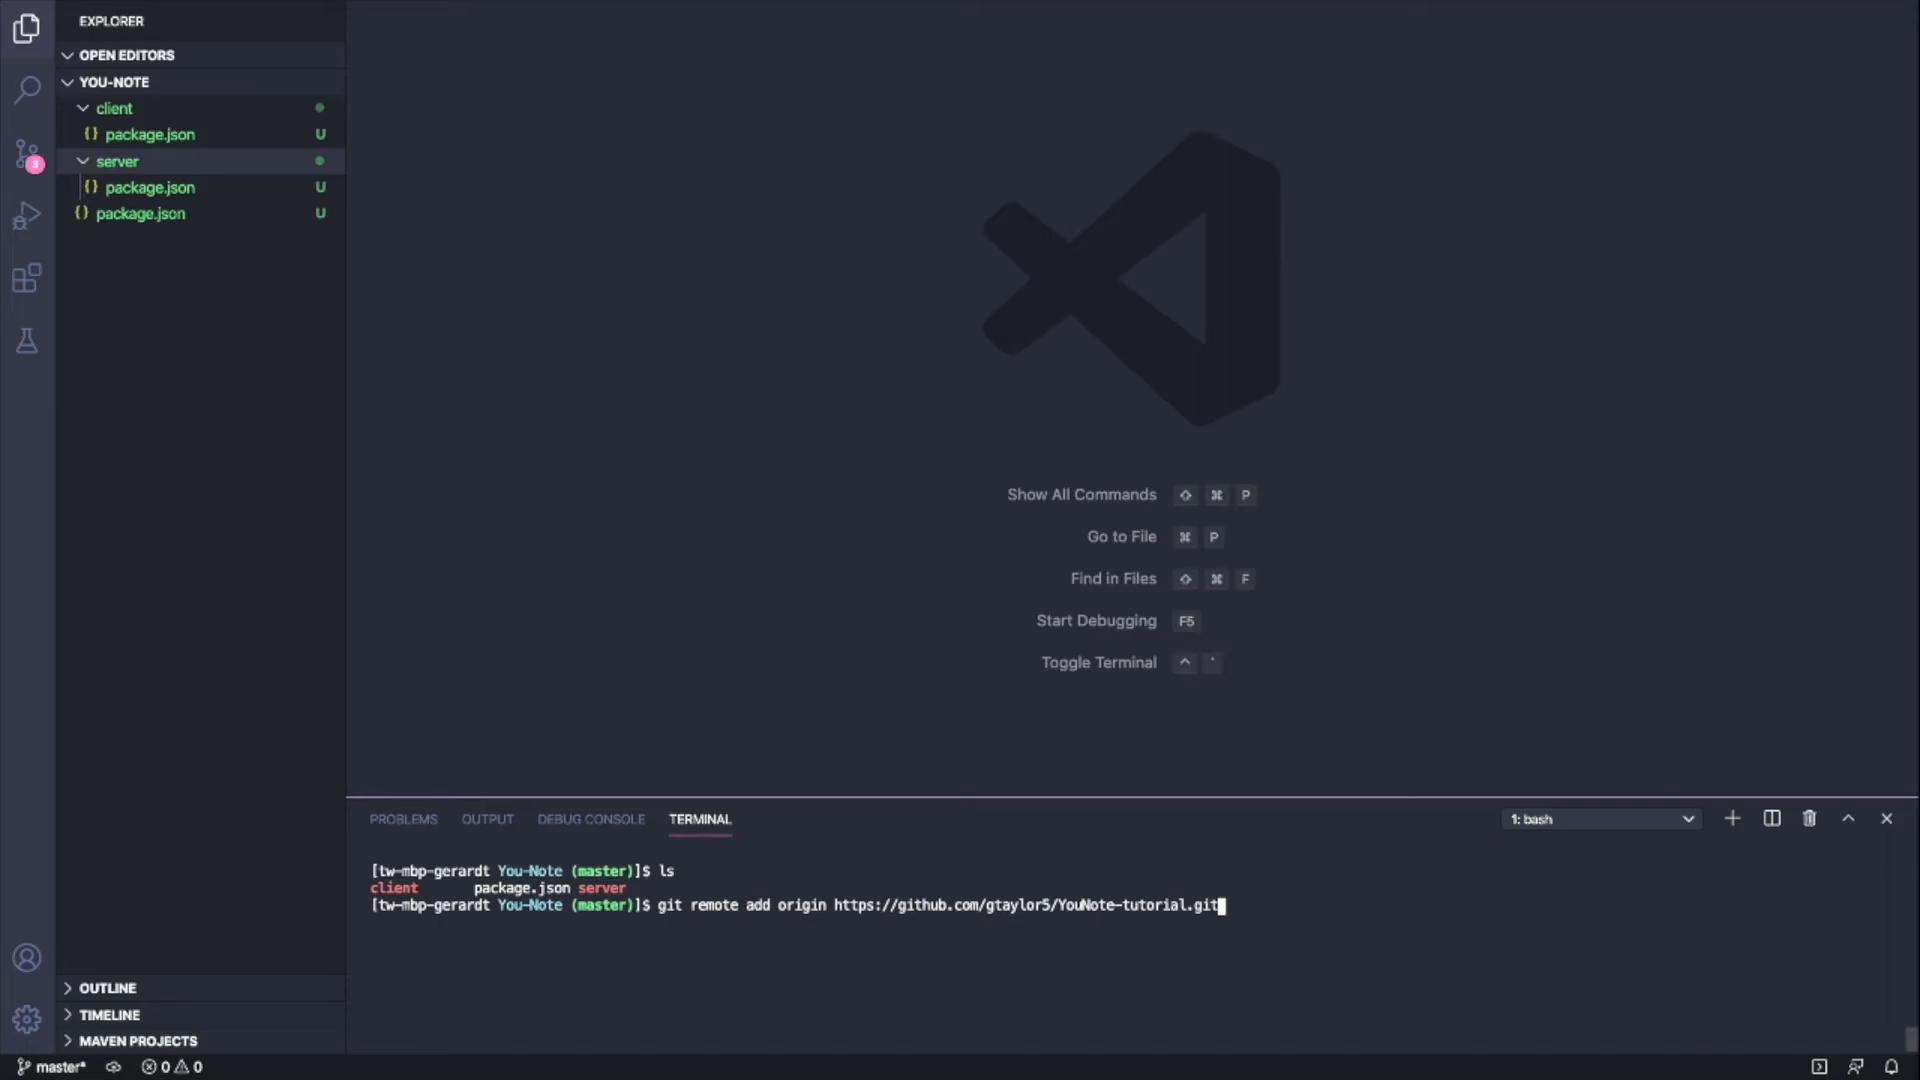 EXPLORER
OPEN EDITORS
YOU-NOTE
client
{} package.json U
3
server
{} package.json U
{} package.json U
Show All Commands ⇧ ⌘ P
Go to File ⌘ P
Find in Files ⇧ ⌘ F
Start Debugging F5
Toggle Terminal ^ `
PROBLEMS OUTPUT DEBUG CONSOLE TERMINAL 1: bash
[tw-mbp-gerardt You-Note (master)]$ ls
client package.json server
[tw-mbp-gerardt You-Note (master)]$ git remote add origin https://github.com/gtaylor5/YouNote-tutorial.git
OUTLINE
TIMELINE
MAVEN PROJECTS
master* 0 0